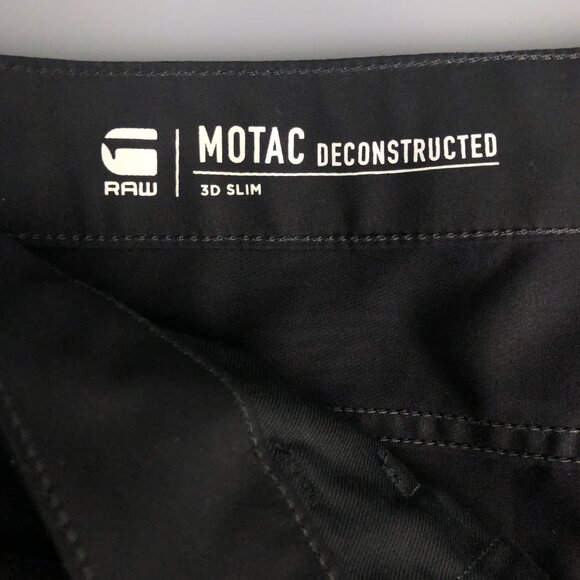 MOTAC DECONSTRUCTED
RAW
3D SLIM